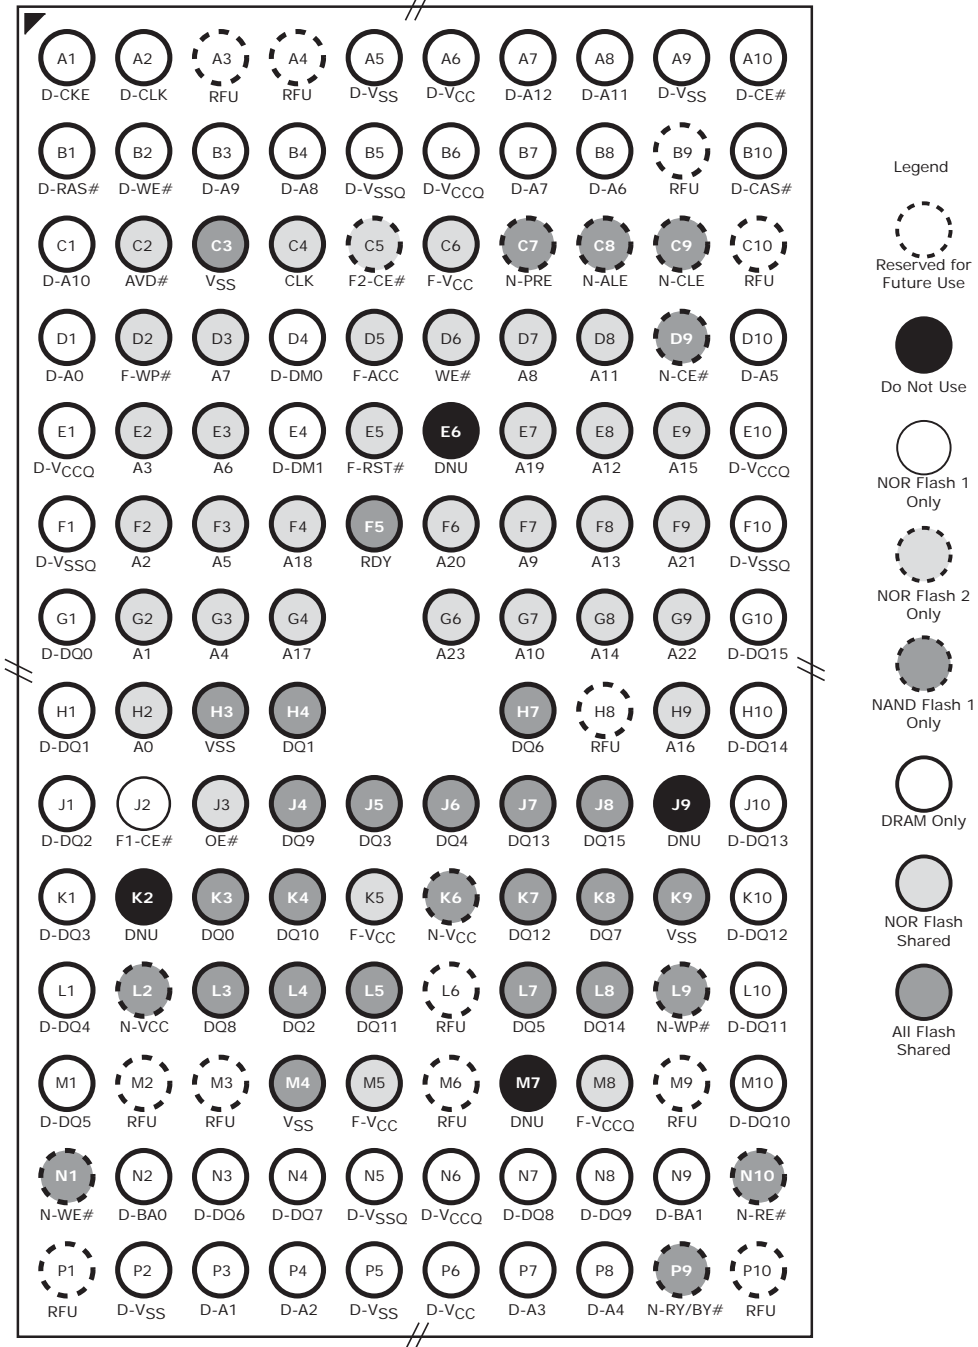 A1 A2 A3 A4 A5 A6 A7 A8 A9 A10
D-CKE D-CLK RFU RFU D-VSS D-VCC D-A12 D-A11 D-VSS D-CE#
B1 B2 B3 B4 B5 B6 B7 B8 B9 B10
D-RAS# D-WE# D-A9 D-A8 D-VSSQ D-VCCQ D-A7 D-A6 RFU D-CAS#
C1 C2 C3 C4 C5 C6 C7 C8 C9 C10
D-A10 AVD# VSS CLK F2-CE# F-VCC N-PRE N-ALE N-CLE RFU
D1 D2 D3 D4 D5 D6 D7 D8 D9 D10
D-A0 F-WP# A7 D-DM0 F-ACC WE# A8 A11 N-CE# D-A5
E1 E2 E3 E4 E5 E6 E7 E8 E9 E10
D-VCCQ A3 A6 D-DM1 F-RST# DNU A19 A12 A15 D-VCCQ
F1 F2 F3 F4 F5 F6 F7 F8 F9 F10
D-VSSQ A2 A5 A18 RDY A20 A9 A13 A21 D-VSSQ
G1 G2 G3 G4 G6 G7 G8 G9 G10
D-DQ0 A1 A4 A17 A23 A10 A14 A22 D-DQ15
H1 H2 H3 H4 H7 H8 H9 H10
D-DQ1 A0 VSS DQ1 DQ6 RFU A16 D-DQ14
J1 J2 J3 J4 J5 J6 J7 J8 J9 J10
D-DQ2 F1-CE# OE# DQ9 DQ3 DQ4 DQ13 DQ15 DNU D-DQ13
K1 K2 K3 K4 K5 K6 K7 K8 K9 K10
D-DQ3 DNU DQ0 DQ10 F-VCC N-VCC DQ12 DQ7 VSS D-DQ12
L1 L2 L3 L4 L5 L6 L7 L8 L9 L10
D-DQ4 N-VCC DQ8 DQ2 DQ11 RFU DQ5 DQ14 N-WP# D-DQ11
M1 M2 M3 M4 M5 M6 M7 M8 M9 M10
D-DQ5 RFU RFU VSS F-VCC RFU DNU F-VCCQ RFU D-DQ10
N1 N2 N3 N4 N5 N6 N7 N8 N9 N10
N-WE# D-BA0 D-DQ6 D-DQ7 D-VSSQ D-VCCQ D-DQ8 D-DQ9 D-BA1 N-RE#
P1 P2 P3 P4 P5 P6 P7 P8 P9 P10
RFU D-VSS D-A1 D-A2 D-VSS D-VCC D-A3 D-A4 N-RY/BY# RFU
Legend
Reserved for
Future Use
Do Not Use
NOR Flash 1
Only
NOR Flash 2
Only
NAND Flash 1
Only
DRAM Only
NOR Flash
Shared
All Flash
Shared